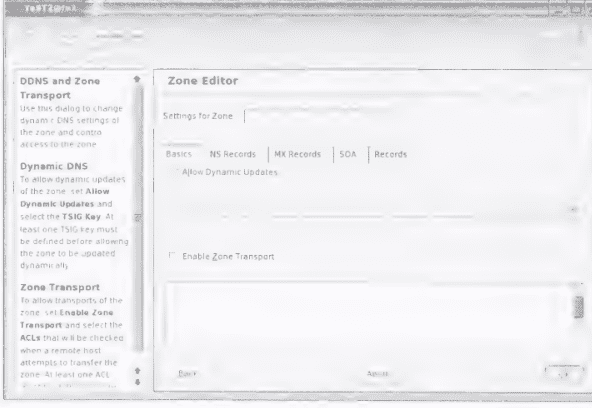 YaST2@fox
DDNS and Zone
Transport
Use this dialog to change
dynamic DNS settings of
the zone and contro
access to the zone
Dynamic DNS
To allow dynamic updates
of the zone, set Allow
Dynamic Updates and
select the TSIG Key. At
least one TSIG key must
be defined before allowing
the zone to be updated
dynamically
Zone Transport
To allow transports of the
zone, set Enable Zone
Transport and select the
ACLs that will be checked
when a remote host
attempts to transfer the
zone. At least one ACL
Zone Editor
Settings for Zone
Basics NS Records MX Records SOA Records
Allow Dynamic Updates
Enable Zone Transport
Back Abort